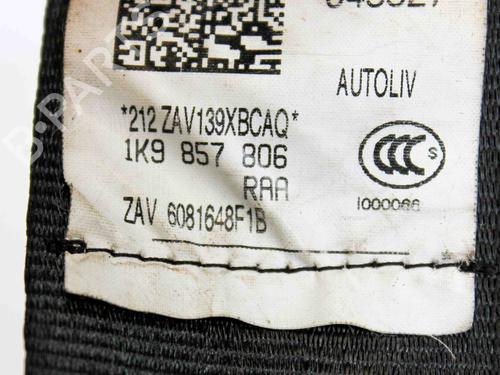 AUTOLIV
*212 ZAV139XBCAQ*
1K9 857 806
RAA
CCC S
ZAV 6081648F1B
I000066
B-PARTS